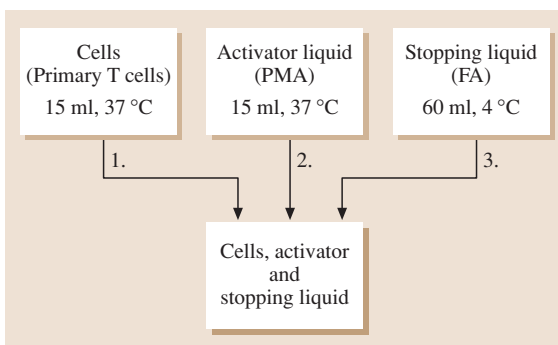 Cells
(Primary T cells)
15 ml, 37 °C
Activator liquid
(PMA)
15 ml, 37 °C
Stopping liquid
(FA)
60 ml, 4 °C
1.
2.
3.
Cells, activator
and
stopping liquid